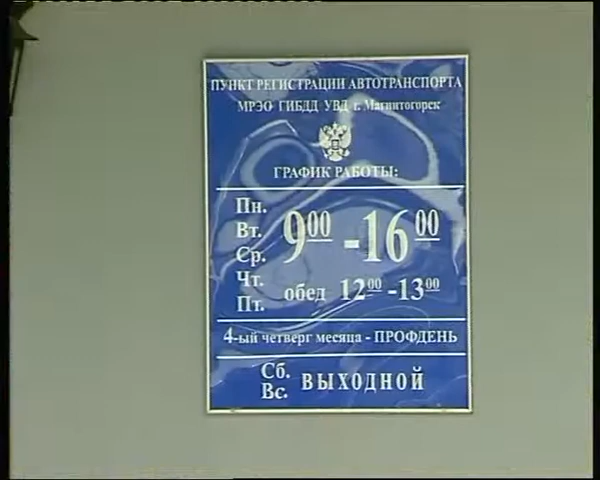 ПУНКТ РЕГИСТРАЦИИ АВТОТРАНСПОРТА
МРЭО ГИБДД УВД г. Магнитогорск
ГРАФИК РАБОТЫ:
Пн.
Вт.
Ср.
Чт.
Пт.
9⁰⁰ -16⁰⁰
обед 12⁰⁰ -13⁰⁰
4-ый четверг месяца - ПРОФДЕНЬ
Сб.
Вс.
ВЫХОДНОЙ